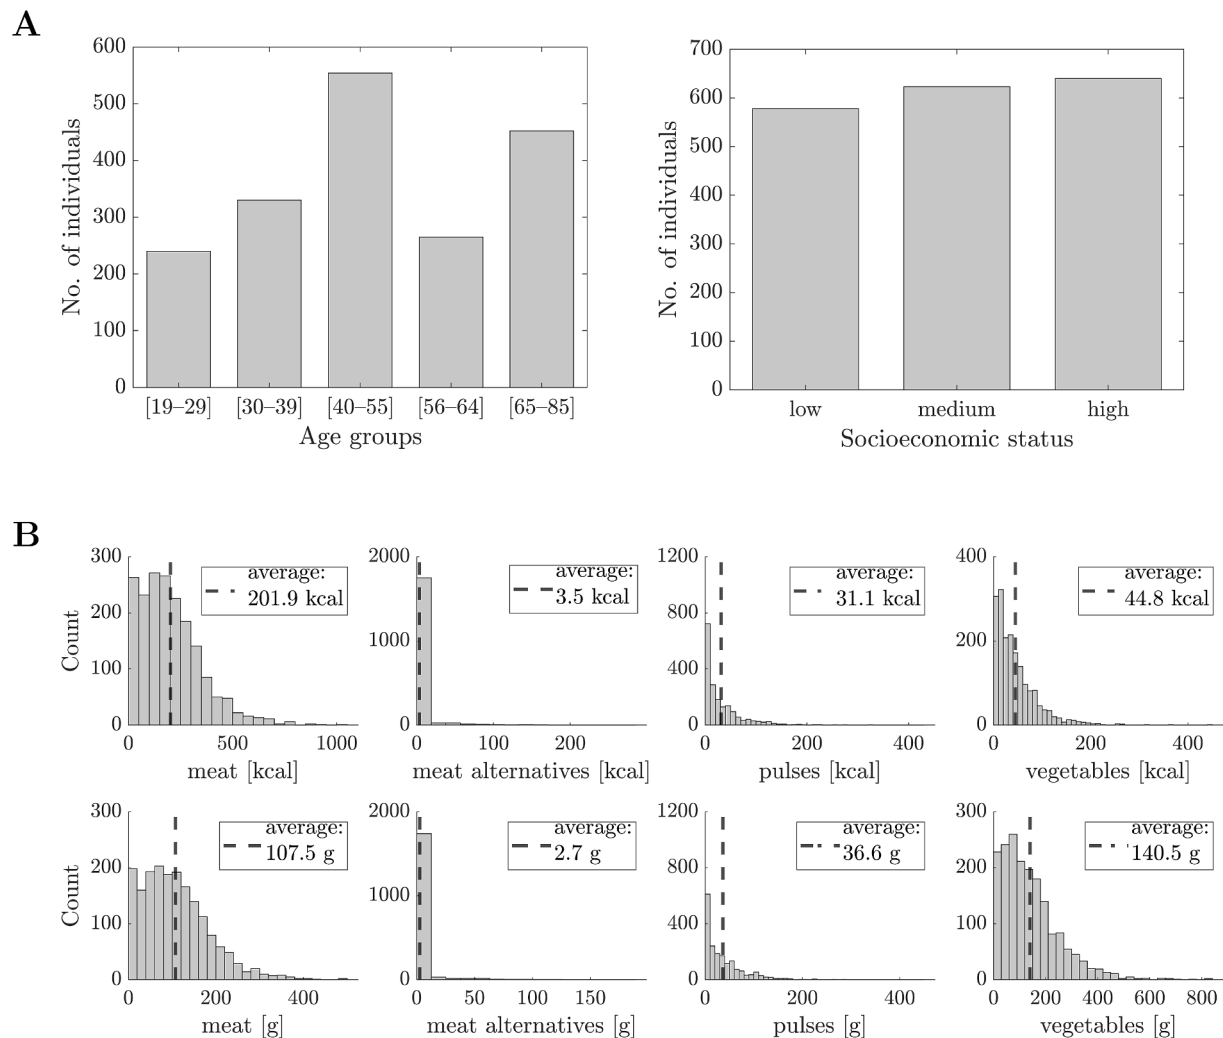 A
600
500
400
300
200
100
0
No. of individuals
[19–29] [30–39] [40–55] [56–64] [65–85]
Age groups
700
600
500
400
300
200
100
0
No. of individuals
low medium high
Socioeconomic status
B
300
200
100
0
Count
average:
201.9 kcal
0 500 1000
meat [kcal]
2000
1000
0
average:
3.5 kcal
0 100 200
meat alternatives [kcal]
1200
800
400
0
average:
31.1 kcal
0 200 400
pulses [kcal]
400
200
0
average:
44.8 kcal
0 200 400
vegetables [kcal]
300
200
100
0
Count
average:
107.5 g
0 200 400
meat [g]
2000
1000
0
average:
2.7 g
0 50 100 150
meat alternatives [g]
1200
800
400
0
average:
36.6 g
0 200 400
pulses [g]
300
200
100
0
average:
140.5 g
0 200 400 600 800
vegetables [g]